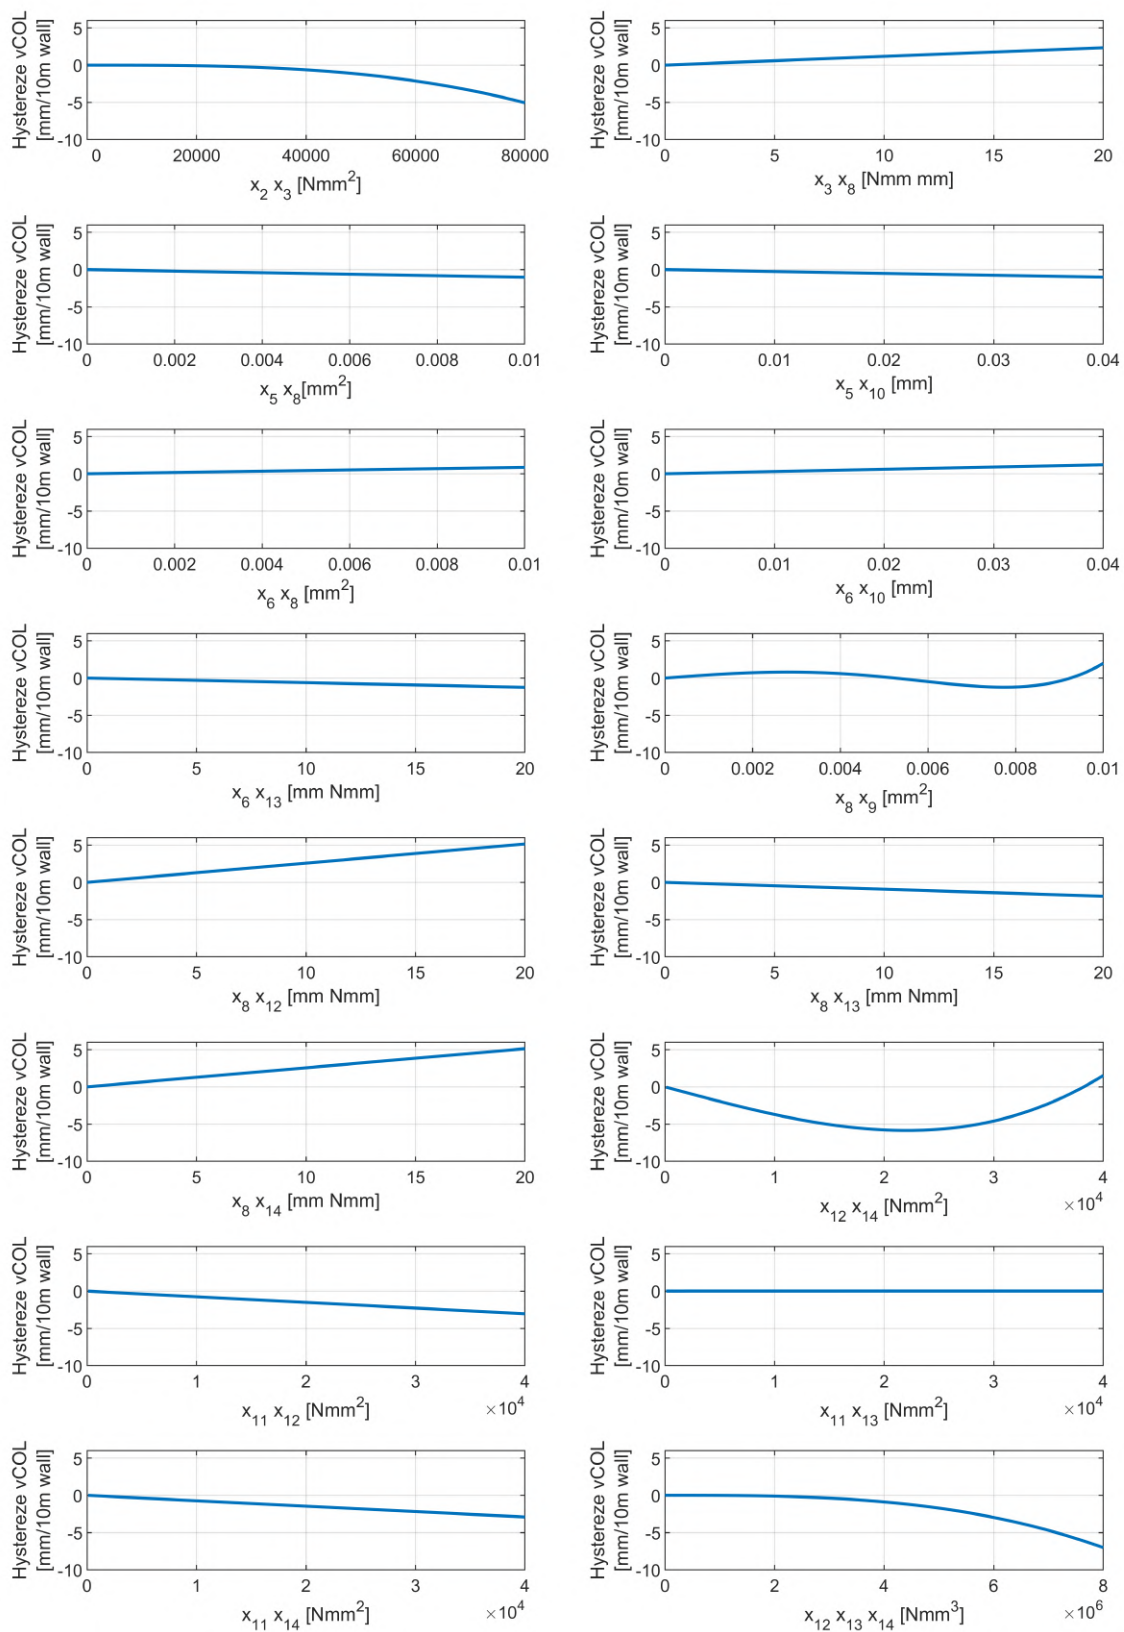 Hystereze vCOL
[mm/10m wall]
5
0
-5
-10
0 20000 40000 60000 80000
x2 x3 [Nmm2]
Hystereze vCOL
[mm/10m wall]
5
0
-5
-10
0 5 10 15 20
x3 x8 [Nmm mm]
Hystereze vCOL
[mm/10m wall]
5
0
-5
-10
0 0.002 0.004 0.006 0.008 0.01
x5 x8[mm2]
Hystereze vCOL
[mm/10m wall]
5
0
-5
-10
0 0.01 0.02 0.03 0.04
x5 x10 [mm]
Hystereze vCOL
[mm/10m wall]
5
0
-5
-10
0 0.002 0.004 0.006 0.008 0.01
x6 x8 [mm2]
Hystereze vCOL
[mm/10m wall]
5
0
-5
-10
0 0.01 0.02 0.03 0.04
x6 x10 [mm]
Hystereze vCOL
[mm/10m wall]
5
0
-5
-10
0 5 10 15 20
x6 x13 [mm Nmm]
Hystereze vCOL
[mm/10m wall]
5
0
-5
-10
0 0.002 0.004 0.006 0.008 0.01
x8 x9 [mm2]
Hystereze vCOL
[mm/10m wall]
5
0
-5
-10
0 5 10 15 20
x8 x12 [mm Nmm]
Hystereze vCOL
[mm/10m wall]
5
0
-5
-10
0 5 10 15 20
x8 x13 [mm Nmm]
Hystereze vCOL
[mm/10m wall]
5
0
-5
-10
0 5 10 15 20
x8 x14 [mm Nmm]
Hystereze vCOL
[mm/10m wall]
5
0
-5
-10
0 1 2 3 4
x12 x14 [Nmm2] ×10^4
Hystereze vCOL
[mm/10m wall]
5
0
-5
-10
0 1 2 3 4
x11 x12 [Nmm2] ×10^4
Hystereze vCOL
[mm/10m wall]
5
0
-5
-10
0 1 2 3 4
x11 x13 [Nmm2] ×10^4
Hystereze vCOL
[mm/10m wall]
5
0
-5
-10
0 1 2 3 4
x11 x14 [Nmm2] ×10^4
Hystereze vCOL
[mm/10m wall]
5
0
-5
-10
0 2 4 6 8
x12 x13 x14 [Nmm3] ×10^6